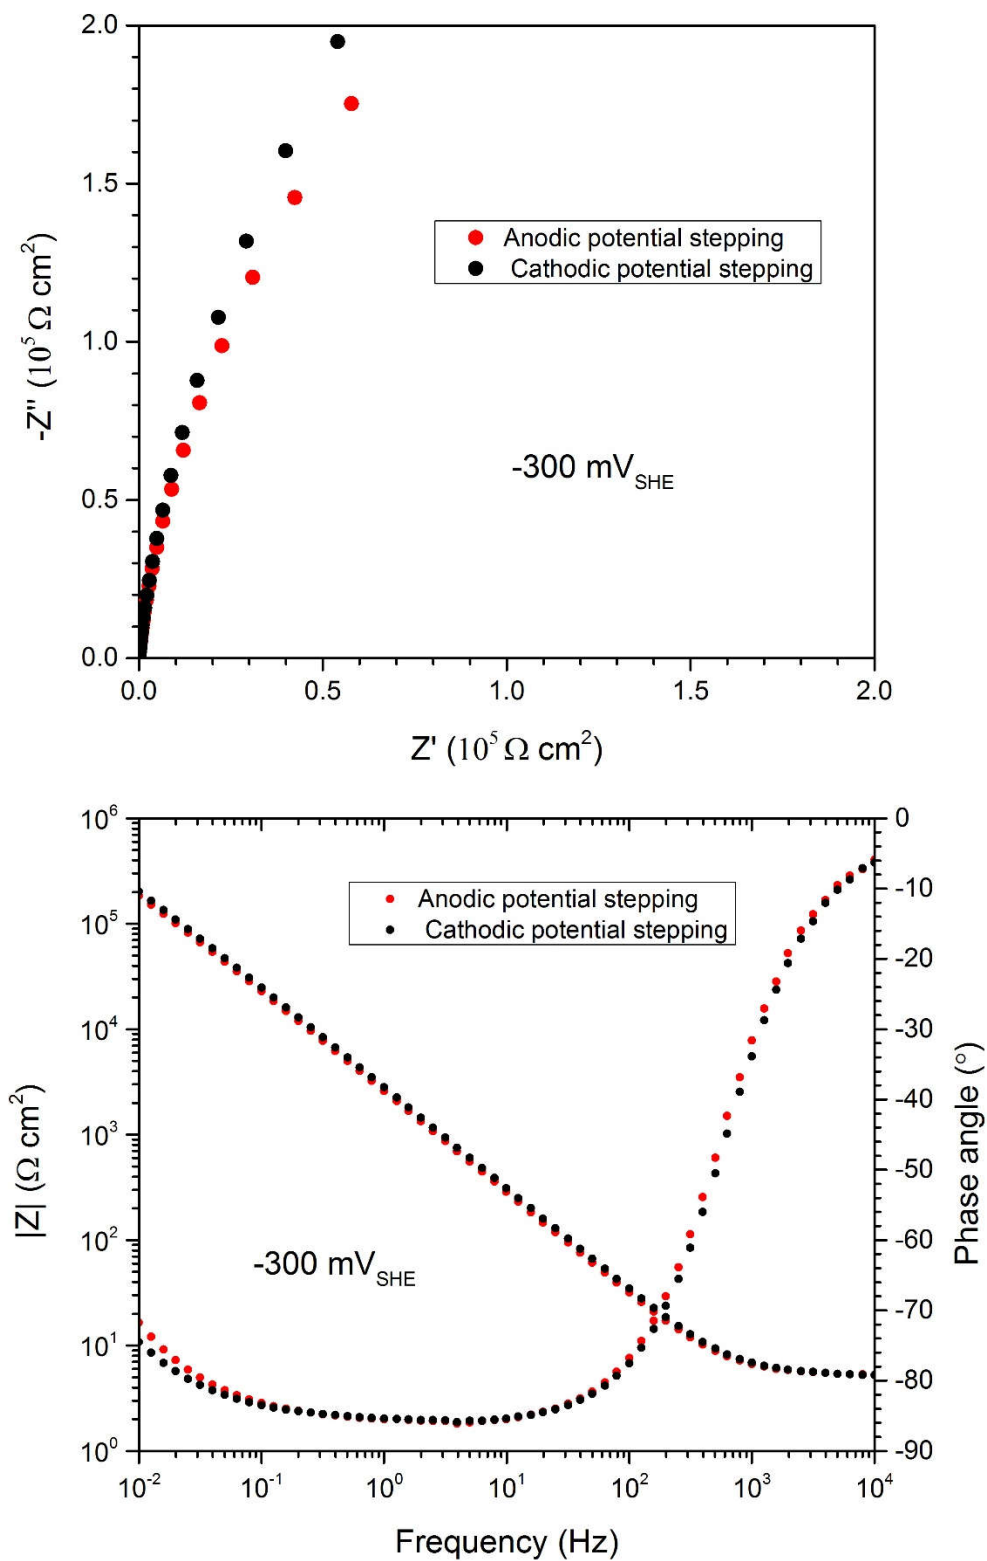 2.0
1.5
1.0
0.5
0.0
-Z'' (10⁵ Ω cm²)
Anodic potential stepping
Cathodic potential stepping
-300 mV_SHE
0.0 0.5 1.0 1.5 2.0
Z' (10⁵ Ω cm²)
10⁶
10⁵
10⁴
10³
10²
10¹
10⁰
|Z| (Ω cm²)
Anodic potential stepping
Cathodic potential stepping
-300 mV_SHE
0
-10
-20
-30
-40
-50
-60
-70
-80
-90
Phase angle (°)
10⁻² 10⁻¹ 10⁰ 10¹ 10² 10³ 10⁴
Frequency (Hz)